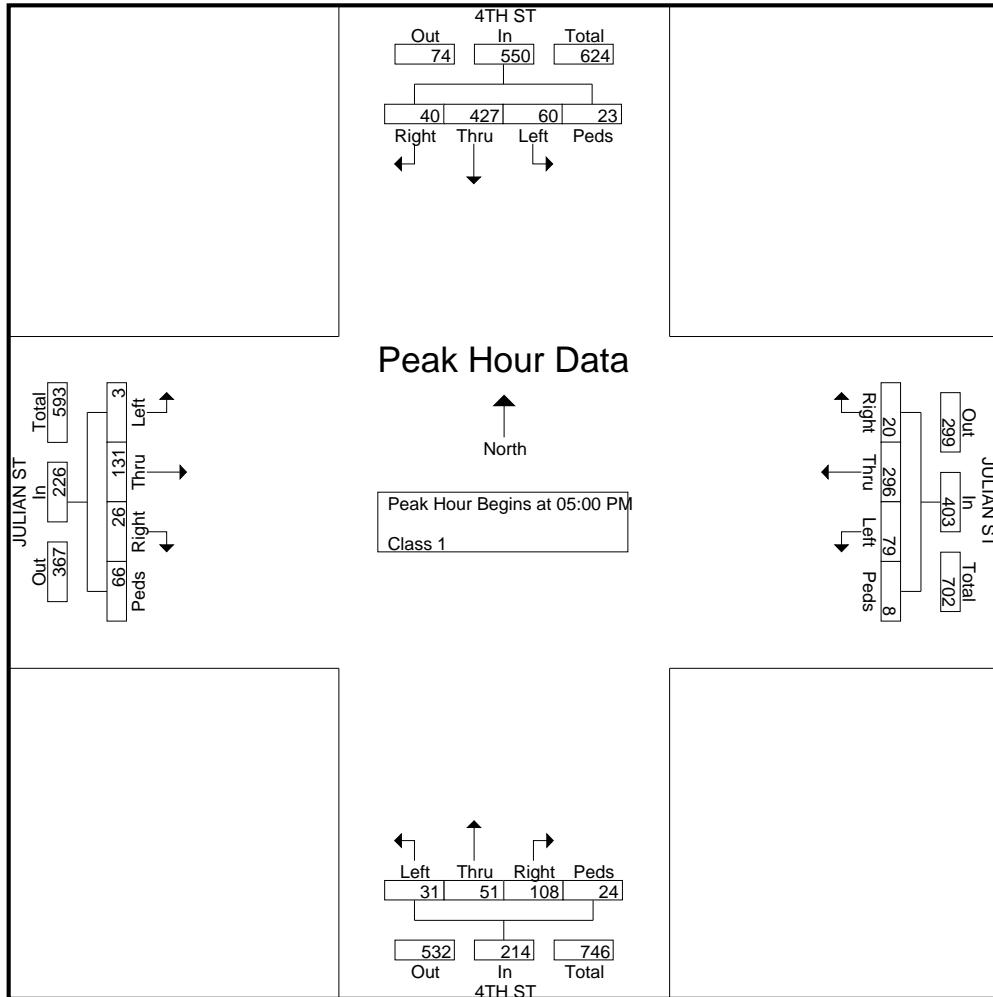 4TH ST
Out In Total
74 550 624
40 427 60 23
Right Thru Left Peds
Peak Hour Data
North
Peak Hour Begins at 05:00 PM
Class 1
JULIAN ST
Total In Out
593 226 367
3 131 26 66
Left Thru Right Peds
Right Thru Left Peds
20 296 79 8
Out In Total
299 403 702
JULIAN ST
Left Thru Right Peds
31 51 108 24
532 214 746
Out In Total
4TH ST